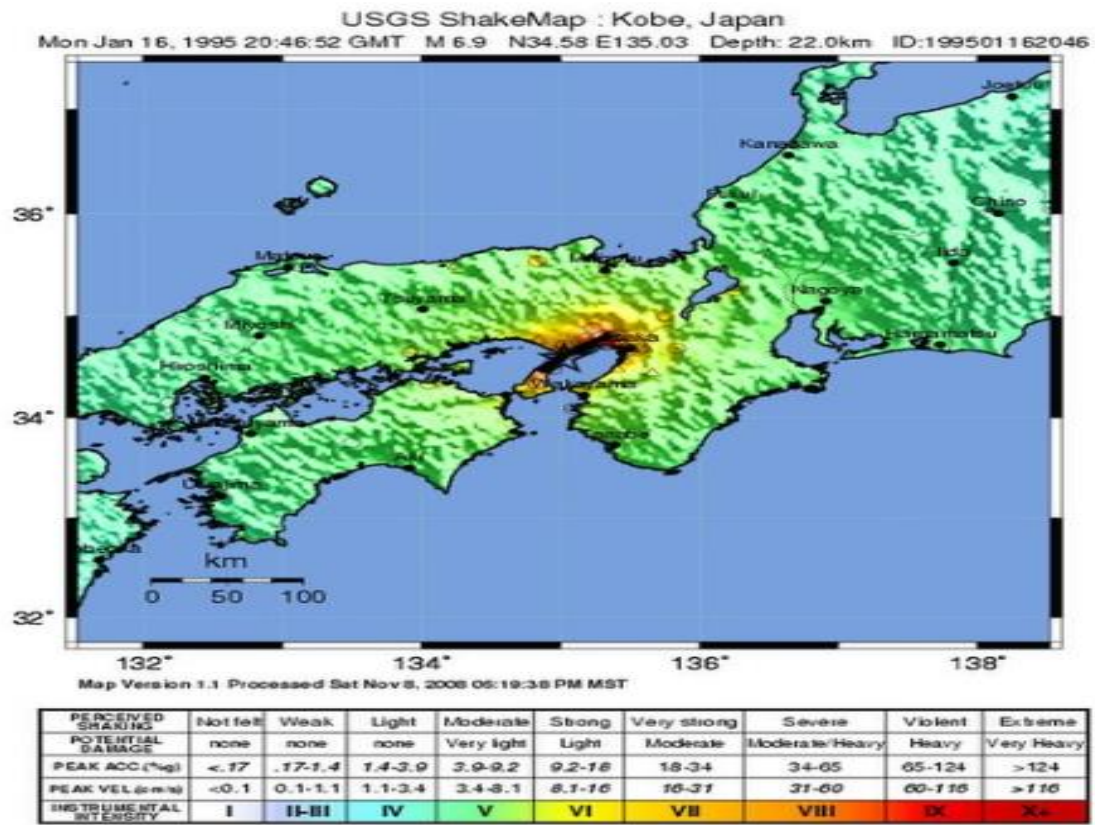 USGS ShakeMap : Kobe, Japan
Mon Jan 16, 1995 20:46:52 GMT M 6.9 N34.58 E135.03 Depth: 22.0km ID:199501162046
Kanazawa
36°
Iida
Nagoya
Tsuyama
Miyoshi
Hamamatsu
Hiroshima
Wakayama
34°
km
0 50 100
32°
132° 134° 136° 138°
Map Version 1.1 Processed Sat Nov 8, 2008 05:19:38 PM MST
PERCEIVED SHAKING Not felt Weak Light Moderate Strong Very strong Severe Violent Extreme
POTENTIAL DAMAGE none none none Very light Light Moderate Moderate/Heavy Heavy Very Heavy
PEAK ACC.(%g) <.17 .17-1.4 1.4-3.9 3.9-9.2 9.2-18 18-34 34-65 65-124 >124
PEAK VEL.(cm/s) <0.1 0.1-1.1 1.1-3.4 3.4-8.1 8.1-16 16-31 31-60 60-116 >116
INSTRUMENTAL INTENSITY I II-III IV V VI VII VIII IX X+